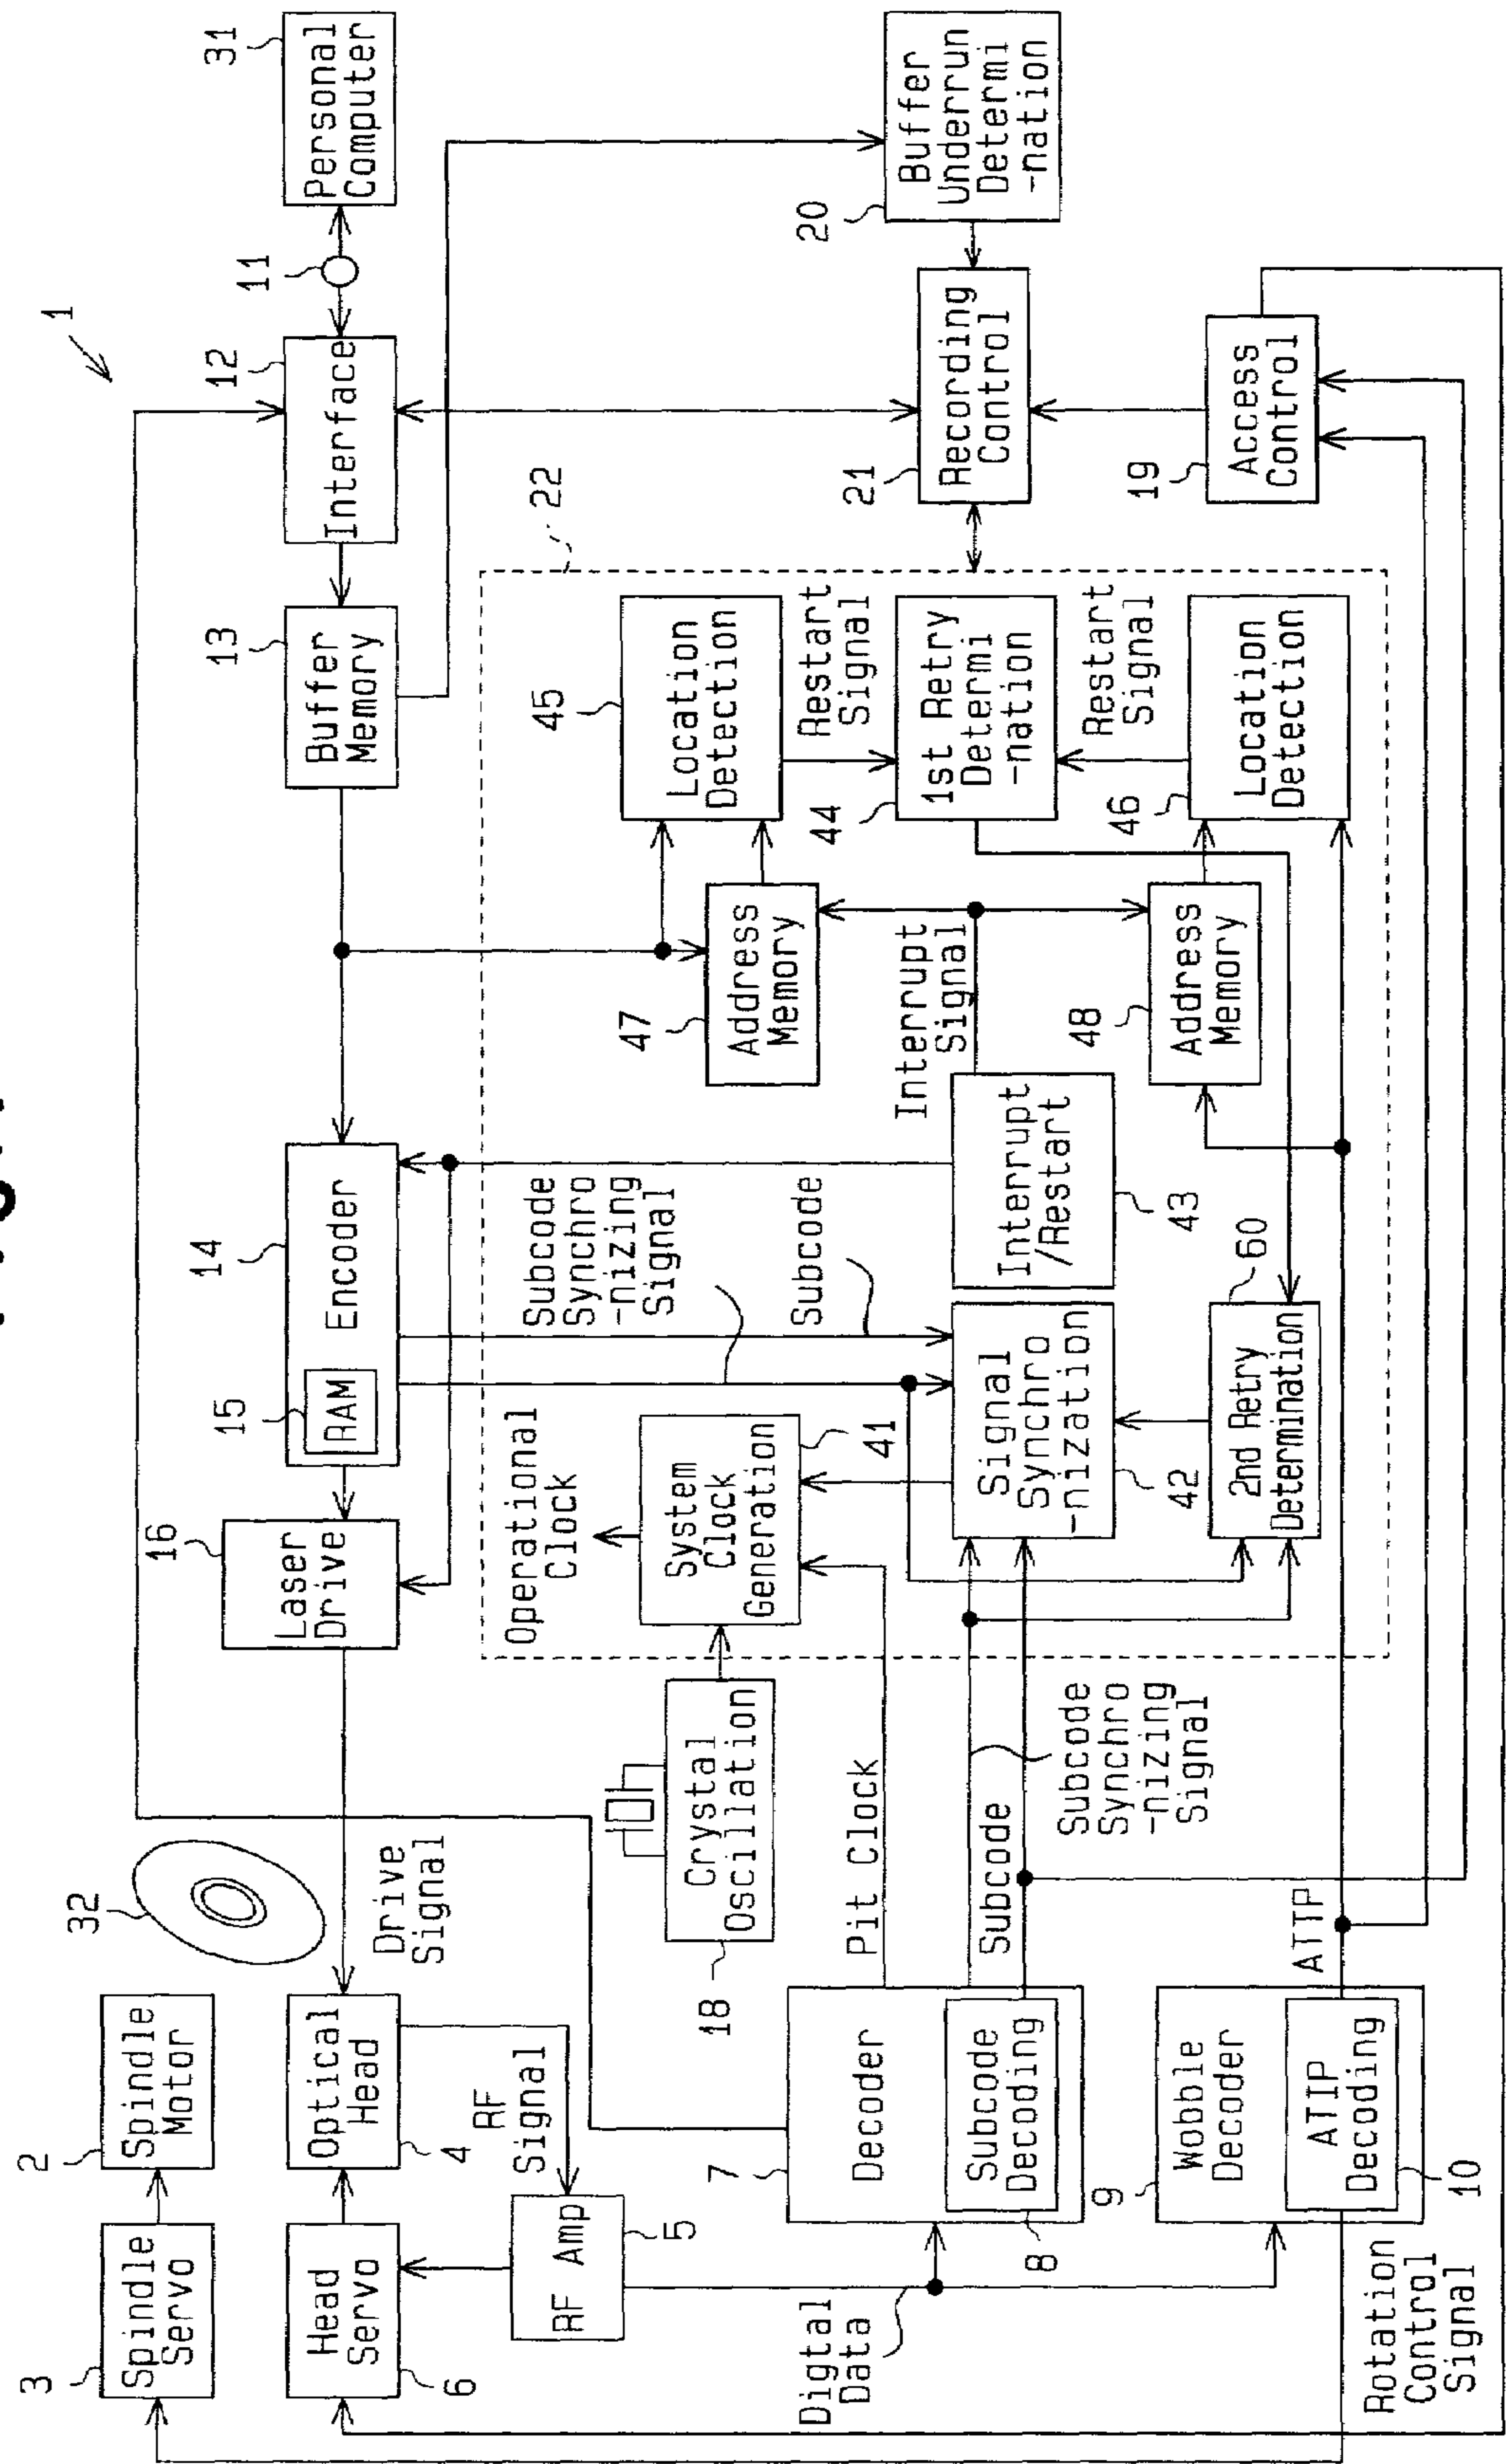 1
3
Spindle
Servo
2
Spindle
Motor
32
6
Head
Servo
4
Optical
Head
Drive
Signal
16
Laser
Drive
14
Encoder
15
RAM
13
Buffer
Memory
12
Interface
11
31
Personal
Computer
RF
Signal
5
RF Amp
Digtal
Data
18
Crystal
Oscillation
Operational
Clock
41
System
Clock
Generation
Subcode
Synchro
-nizing
Signal
Subcode
22
45
Location
Detection
47
Address
Memory
Restart
Signal
44
1st Retry
Determi
-nation
Restart
Signal
46
Location
Detection
Interrupt
Signal
48
Address
Memory
43
Interrupt
/Restart
42
Signal
Synchro
-nization
60
2nd Retry
Determination
20
Buffer
Underrun
Determi
-nation
21
Recording
Control
19
Access
Control
7
Decoder
8
Subcode
Decoding
Pit Clock
Subcode
Subcode
Synchro
-nizing
Signal
9
Wobble
Decoder
10
ATIP
Decoding
ATTP
Rotation
Control
Signal